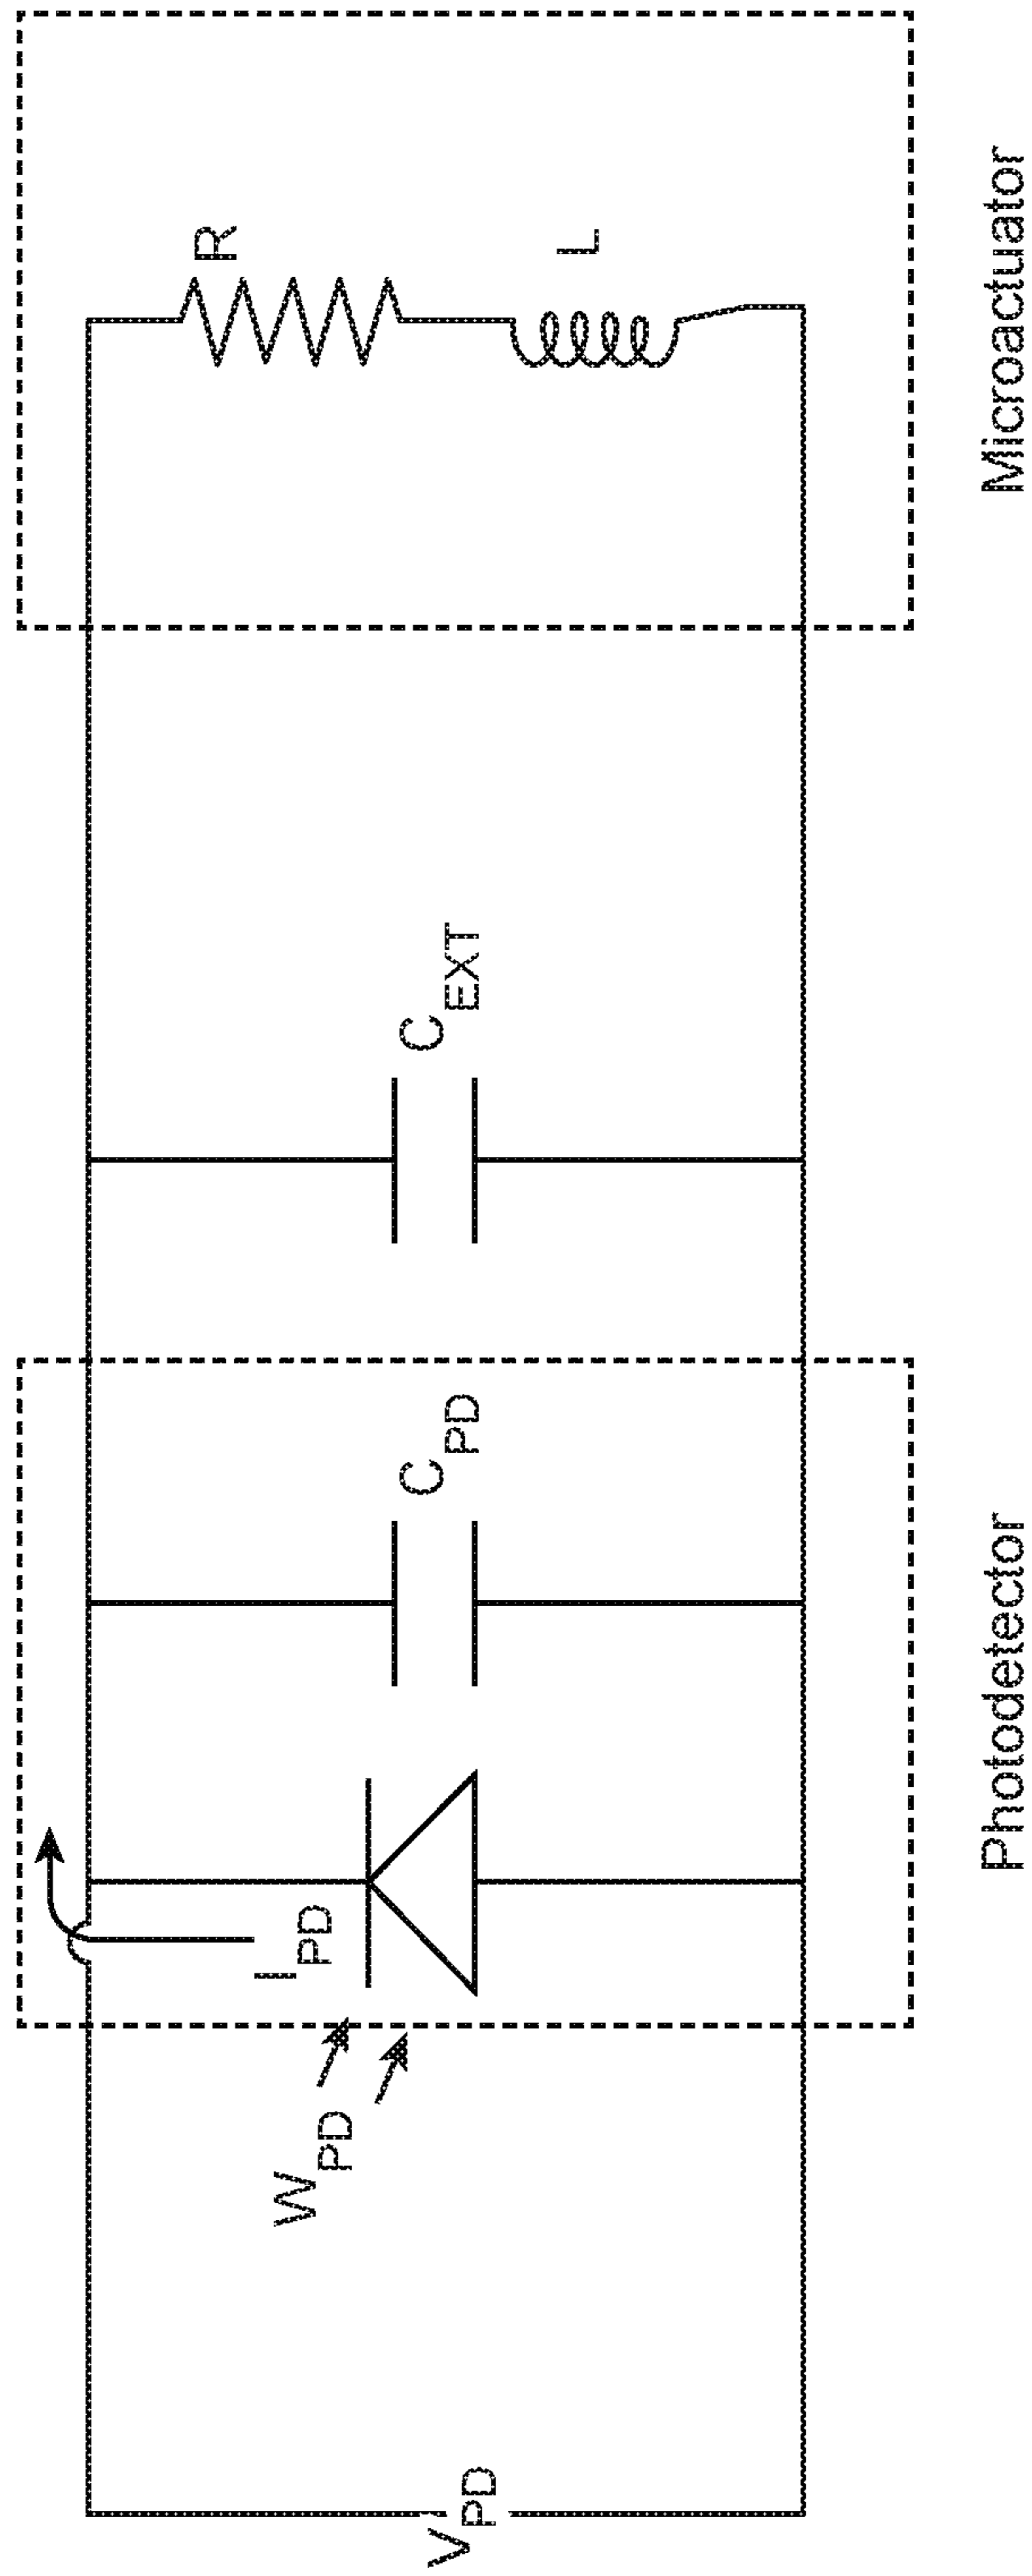 V_PD
W_PD
I_PD
C_PD
C_EXT
R
L
Photodetector
Microactuator